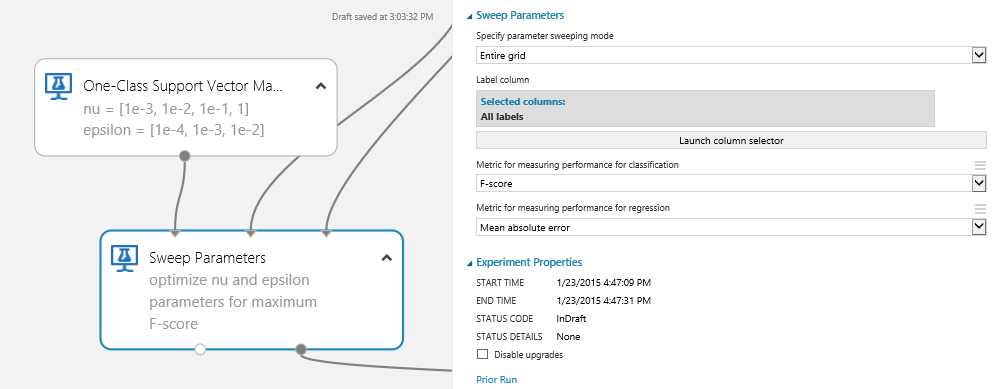 Draft saved at 3:03:32 PM
One-Class Support Vector Ma...
nu = [1e-3, 1e-2, 1e-1, 1]
epsilon = [1e-4, 1e-3, 1e-2]
Sweep Parameters
optimize nu and epsilon
parameters for maximum
F-score
Sweep Parameters
Specify parameter sweeping mode
Entire grid
Label column
Selected columns:
All labels
Launch column selector
Metric for measuring performance for classification
F-score
Metric for measuring performance for regression
Mean absolute error
Experiment Properties
START TIME 1/23/2015 4:47:09 PM
END TIME 1/23/2015 4:47:31 PM
STATUS CODE InDraft
STATUS DETAILS None
Disable upgrades
Prior Run